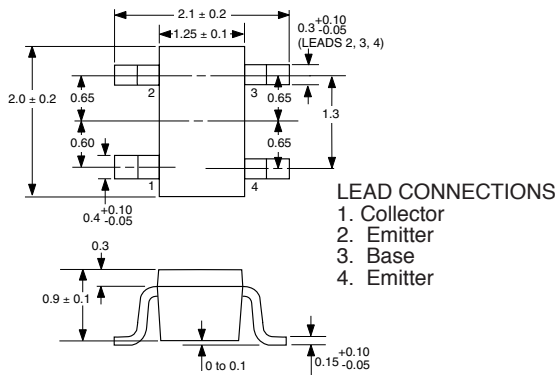 2.1 ± 0.2
1.25 ± 0.1
0.3 +0.10 -0.05
(LEADS 2, 3, 4)
2 3
2.0 ± 0.2 0.65 0.65 1.3
0.60 0.65
1 4
0.4 +0.10 -0.05
LEAD CONNECTIONS
1. Collector
2. Emitter
3. Base
4. Emitter
0.3
0.9 ± 0.1
0 to 0.1
0.15 +0.10 -0.05